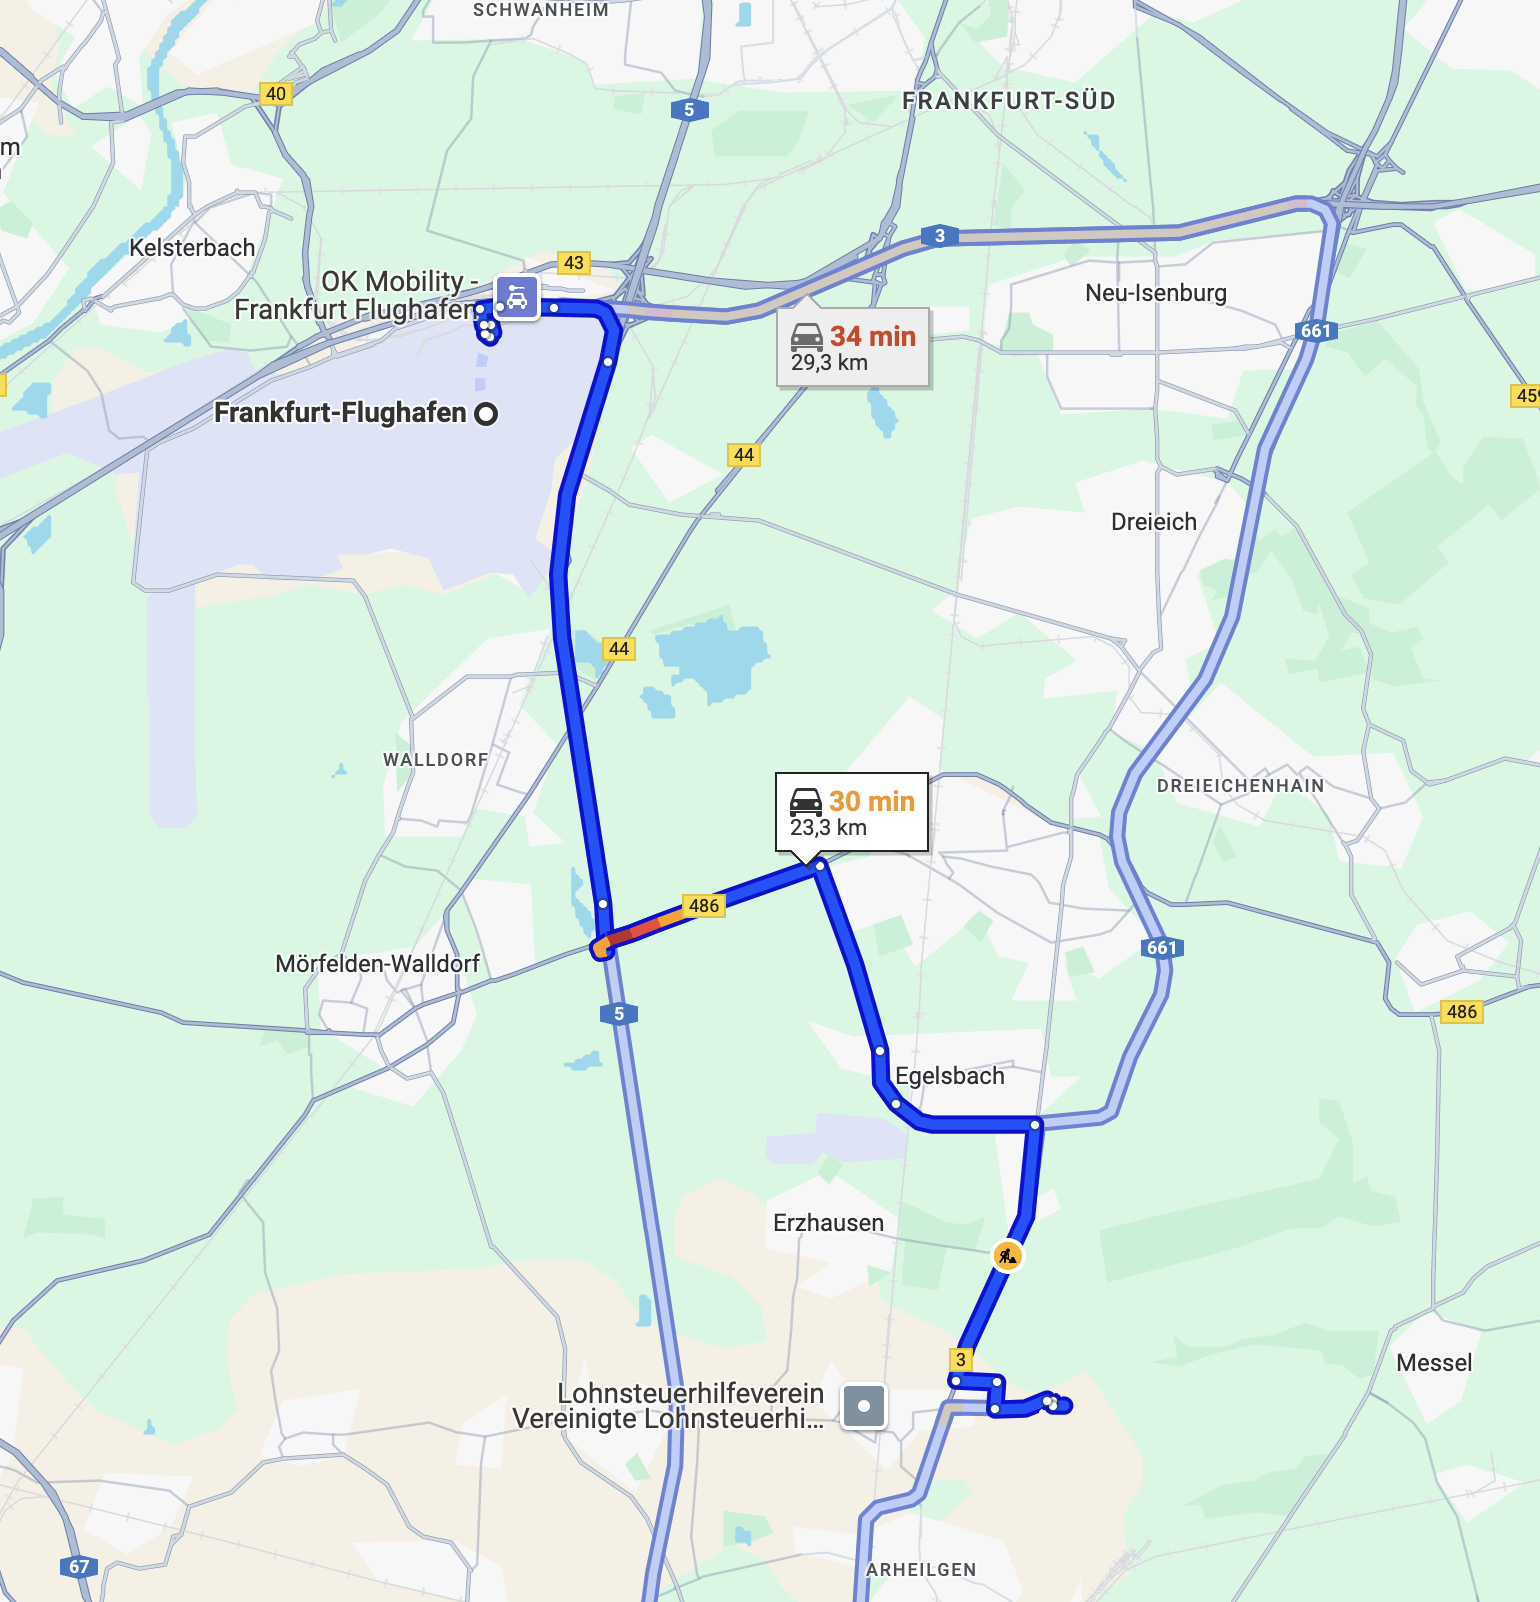 SCHWANHEIM
40
5
FRANKFURT-SÜD
m
Kelsterbach
3
43
OK Mobility -
Frankfurt Flughafen
Neu-Isenburg
661
34 min
29,3 km
459
Frankfurt-Flughafen
44
Dreieich
44
WALLDORF
DREIEICHENHAIN
30 min
23,3 km
486
661
Mörfelden-Walldorf
5
486
Egelsbach
Erzhausen
3
Messel
Lohnsteuerhilfeverein
Vereinigte Lohnsteuerhi...
67
ARHEILGEN